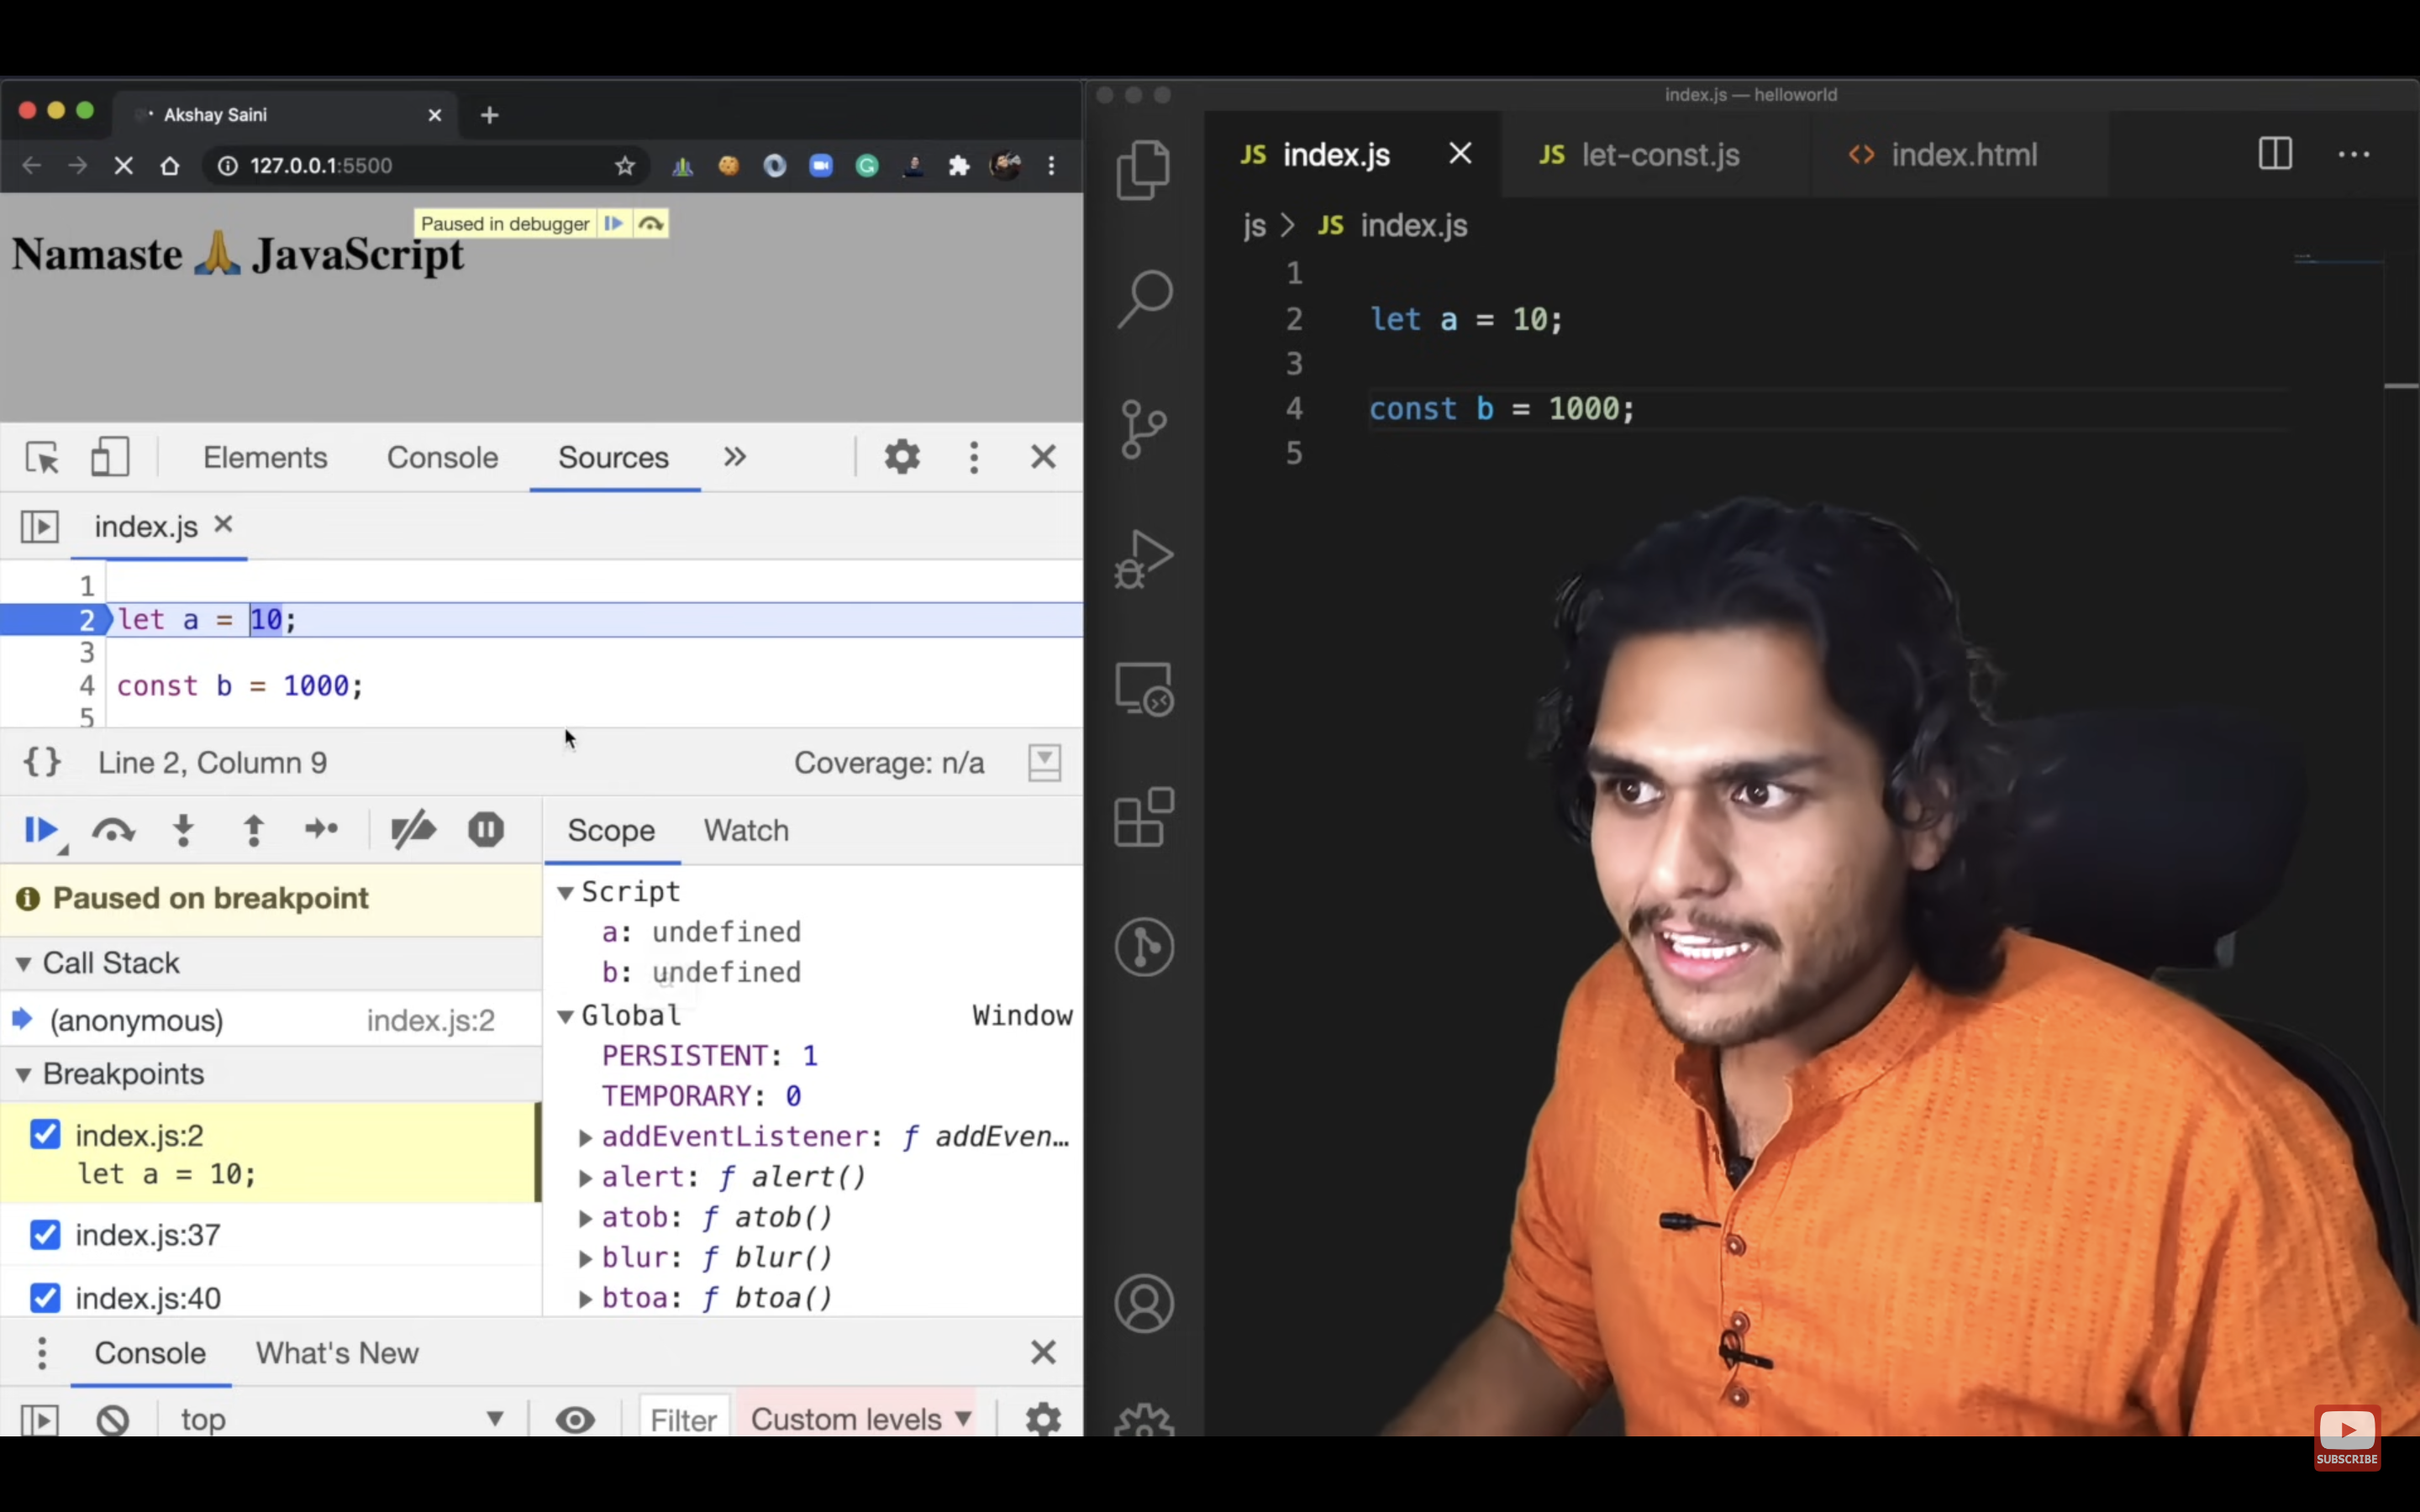 Akshay Saini
127.0.0.1:5500
Paused in debugger
Namaste 🙏 JavaScript
Elements Console Sources »
index.js
1
2 let a = 10;
3
4 const b = 1000;
5
{} Line 2, Column 9 Coverage: n/a
Paused on breakpoint
Call Stack
(anonymous) index.js:2
Breakpoints
index.js:2
let a = 10;
index.js:37
index.js:40
Scope Watch
Script
a: undefined
b: undefined
Global Window
PERSISTENT: 1
TEMPORARY: 0
addEventListener: ƒ addEven…
alert: ƒ alert()
atob: ƒ atob()
blur: ƒ blur()
btoa: ƒ btoa()
Console What's New
top Filter Custom levels
index.js — helloworld
JS index.js JS let-const.js <> index.html
js > JS index.js
1
2 let a = 10;
3
4 const b = 1000;
5
SUBSCRIBE